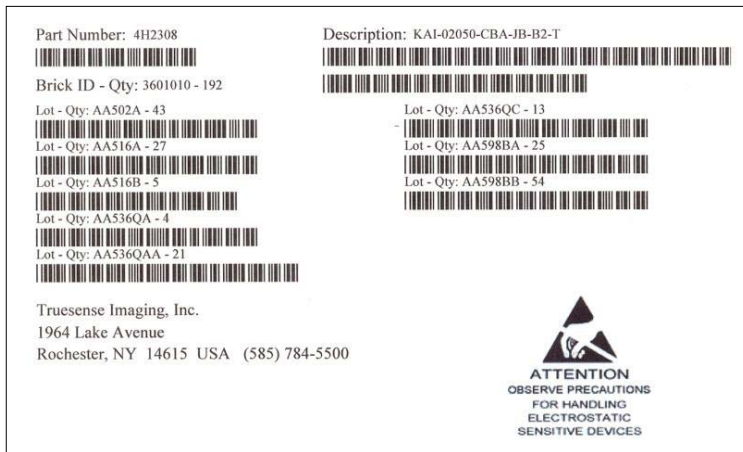 Part Number: 4H2308
Description: KAI-02050-CBA-JB-B2-T
Brick ID - Qty: 3601010 - 192
Lot - Qty: AA502A - 43
Lot - Qty: AA516A - 27
Lot - Qty: AA516B - 5
Lot - Qty: AA536QA - 4
Lot - Qty: AA536QAA - 21
Lot - Qty: AA536QC - 13
Lot - Qty: AA598BA - 25
Lot - Qty: AA598BB - 54
Truesense Imaging, Inc.
1964 Lake Avenue
Rochester, NY 14615 USA (585) 784-5500
ATTENTION
OBSERVE PRECAUTIONS
FOR HANDLING
ELECTROSTATIC
SENSITIVE DEVICES